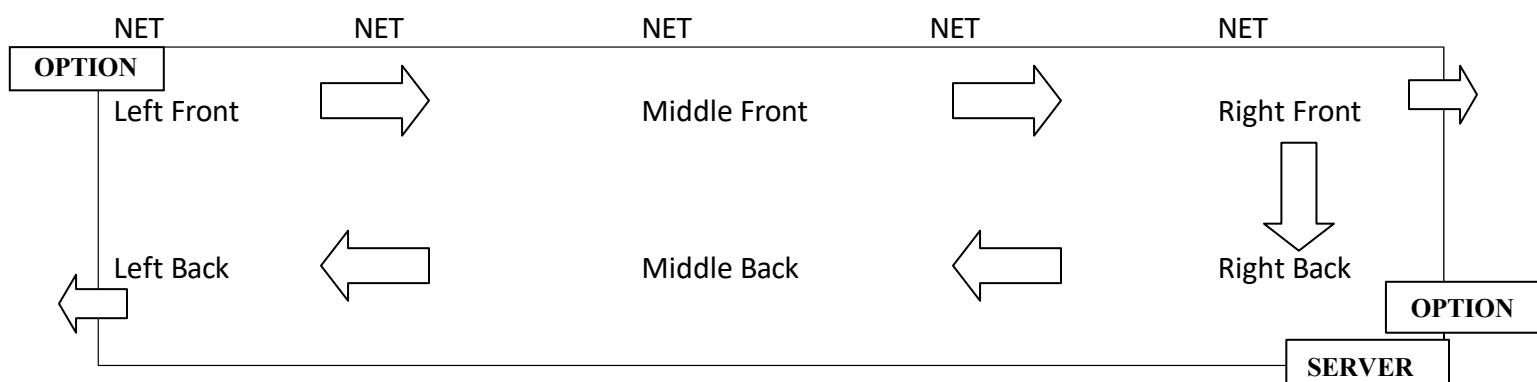 NET NET NET NET NET
OPTION
Left Front Middle Front Right Front
Left Back Middle Back Right Back
OPTION
SERVER